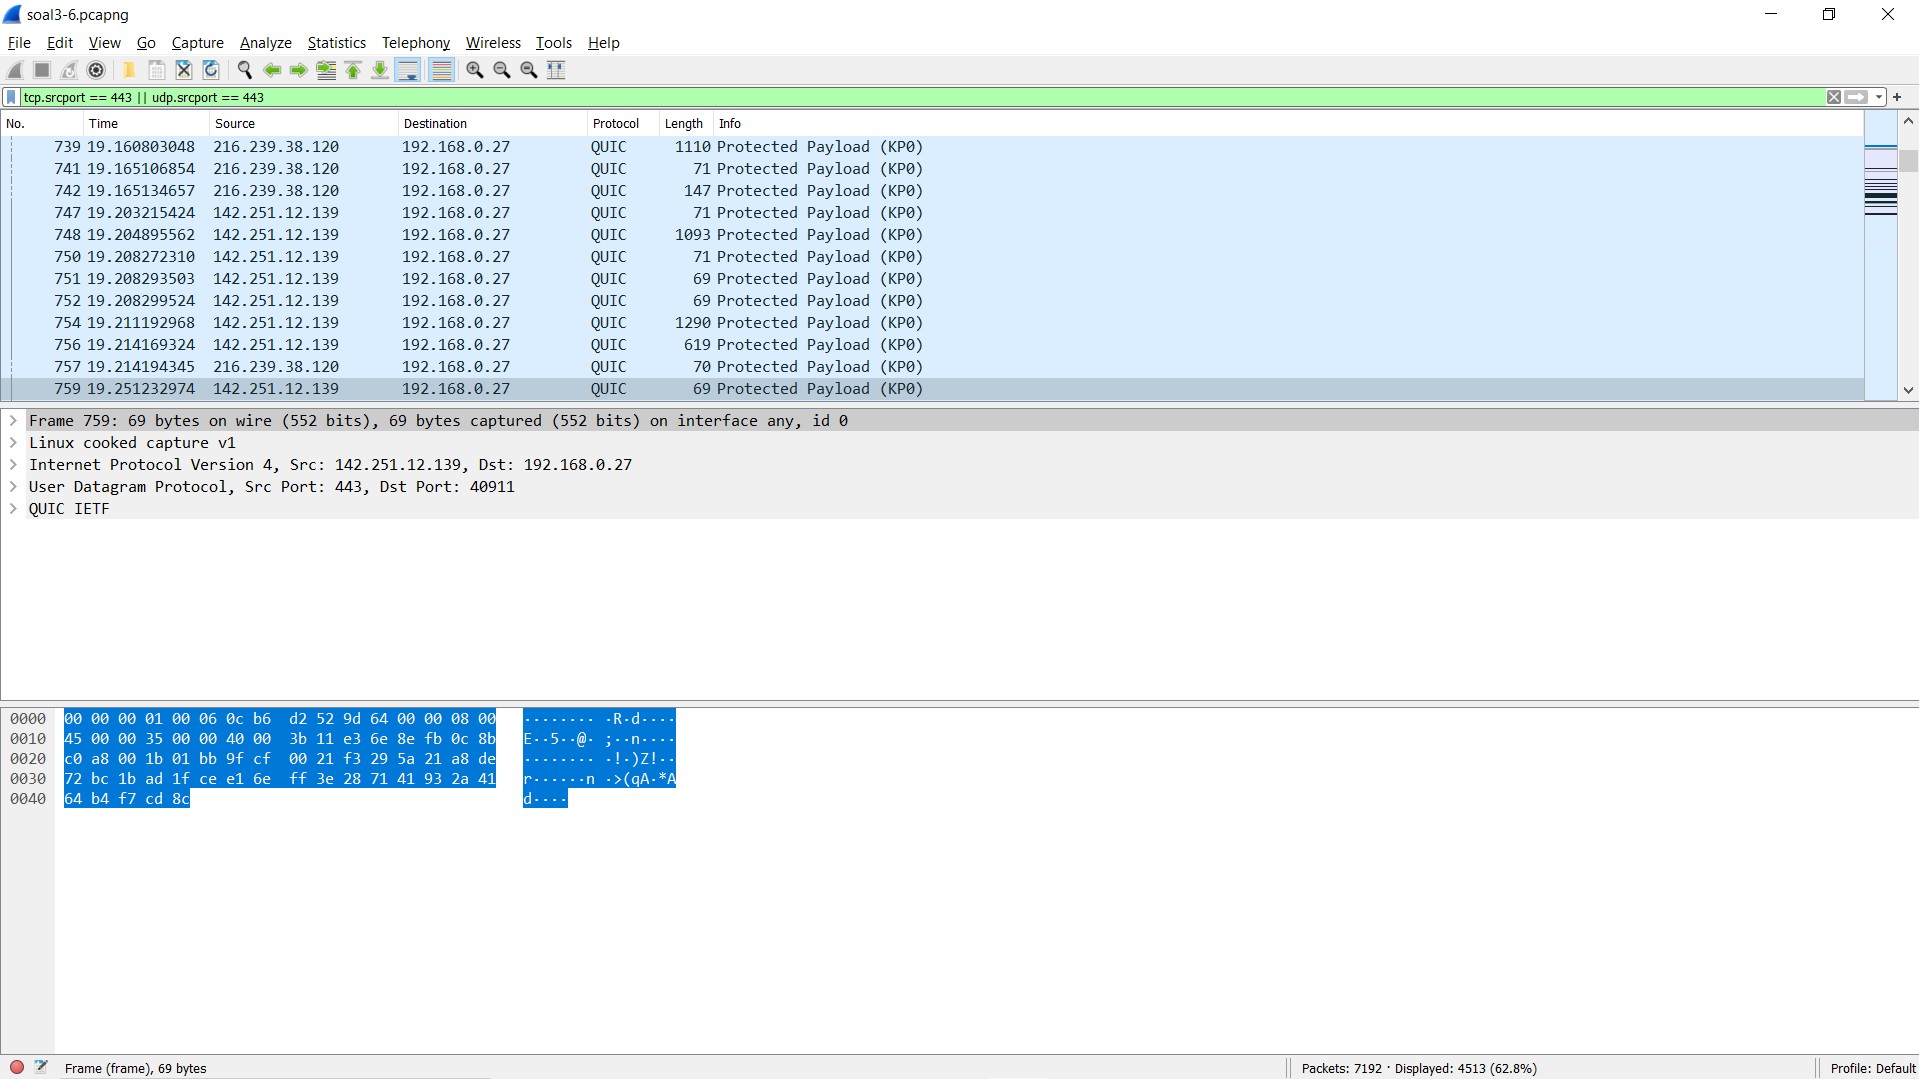 soal3-6.pcapng
File Edit View Go Capture Analyze Statistics Telephony Wireless Tools Help
tcp.srcport == 443 || udp.srcport == 443
No. Time Source Destination Protocol Length Info
739 19.160803048 216.239.38.120 192.168.0.27 QUIC 1110 Protected Payload (KP0)
741 19.165106854 216.239.38.120 192.168.0.27 QUIC 71 Protected Payload (KP0)
742 19.165134657 216.239.38.120 192.168.0.27 QUIC 147 Protected Payload (KP0)
747 19.203215424 142.251.12.139 192.168.0.27 QUIC 71 Protected Payload (KP0)
748 19.204895562 142.251.12.139 192.168.0.27 QUIC 1093 Protected Payload (KP0)
750 19.208272310 142.251.12.139 192.168.0.27 QUIC 71 Protected Payload (KP0)
751 19.208293503 142.251.12.139 192.168.0.27 QUIC 69 Protected Payload (KP0)
752 19.208299524 142.251.12.139 192.168.0.27 QUIC 69 Protected Payload (KP0)
754 19.211192968 142.251.12.139 192.168.0.27 QUIC 1290 Protected Payload (KP0)
756 19.214169324 142.251.12.139 192.168.0.27 QUIC 619 Protected Payload (KP0)
757 19.214194345 216.239.38.120 192.168.0.27 QUIC 70 Protected Payload (KP0)
759 19.251232974 142.251.12.139 192.168.0.27 QUIC 69 Protected Payload (KP0)
Frame 759: 69 bytes on wire (552 bits), 69 bytes captured (552 bits) on interface any, id 0
Linux cooked capture v1
Internet Protocol Version 4, Src: 142.251.12.139, Dst: 192.168.0.27
User Datagram Protocol, Src Port: 443, Dst Port: 40911
QUIC IETF
0000 00 00 00 01 00 06 0c b6 d2 52 9d 64 00 00 08 00 ········ ·R·d····
0010 45 00 00 35 00 00 40 00 3b 11 e3 6e 8e fb 0c 8b E··5··@· ;··n····
0020 c0 a8 00 1b 01 bb 9f cf 00 21 f3 29 5a 21 a8 de ········ ·!·)Z!··
0030 72 bc 1b ad 1f ce e1 6e ff 3e 28 71 41 93 2a 41 r······n ·>(qA·*A
0040 64 b4 f7 cd 8c d····
Frame (frame), 69 bytes
Packets: 7192 · Displayed: 4513 (62.8%)
Profile: Default